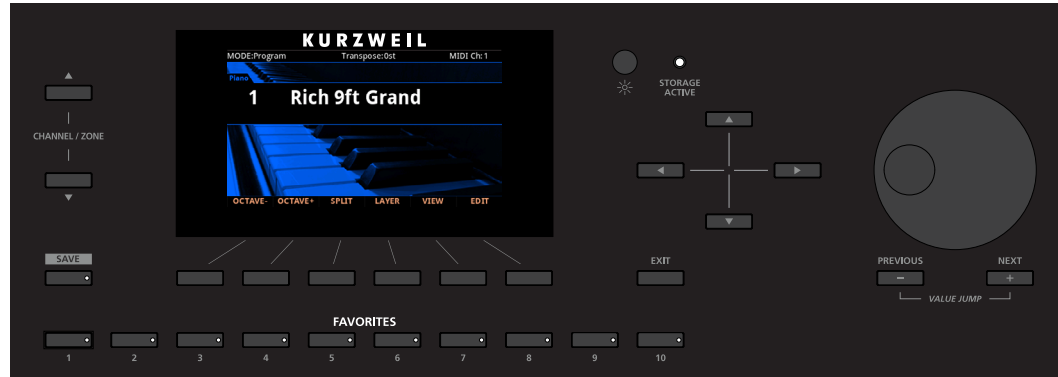 KURZWEIL
MODE:Program Transpose:0st MIDI Ch:1
Piano
1 Rich 9ft Grand
OCTAVE- OCTAVE+ SPLIT LAYER VIEW EDIT
CHANNEL / ZONE
STORAGE
ACTIVE
SAVE
EXIT
PREVIOUS NEXT
− +
VALUE JUMP
FAVORITES
1 2 3 4 5 6 7 8 9 10